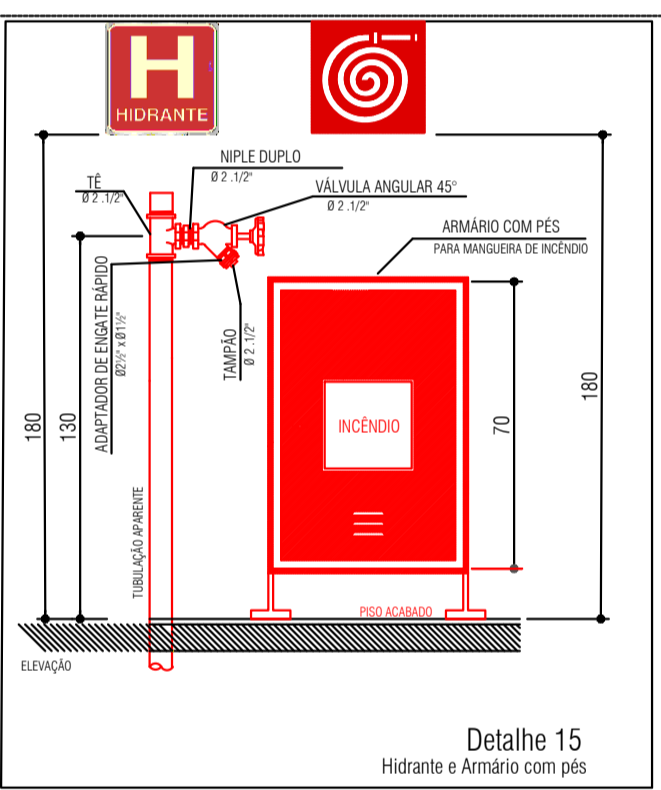 H
HIDRANTE
NIPLE DUPLO
Ø 2 .1/2"
TÊ
Ø 2 .1/2"
VÁLVULA ANGULAR 45°
Ø 2 .1/2"
ARMÁRIO COM PÉS
PARA MANGUEIRA DE INCÊNDIO
ADAPTADOR DE ENGATE RÁPIDO
Ø2½" x Ø1½"
TAMPÃO
Ø 2 .1/2"
180
130
INCÊNDIO
70
180
TUBULAÇÃO APARENTE
PISO ACABADO
ELEVAÇÃO
Detalhe 15
Hidrante e Armário com pés